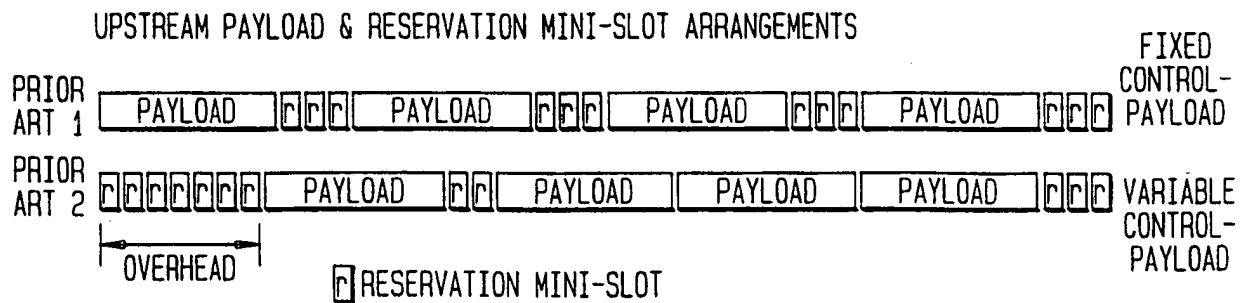 UPSTREAM PAYLOAD & RESERVATION MINI-SLOT ARRANGEMENTS
FIXED
CONTROL-
PAYLOAD
PRIOR
ART 1
PAYLOAD r r r PAYLOAD r r r PAYLOAD r r r PAYLOAD r r r
PRIOR
ART 2
r r r r r r r PAYLOAD r r PAYLOAD PAYLOAD PAYLOAD r r r
VARIABLE
CONTROL-
PAYLOAD
OVERHEAD
r RESERVATION MINI-SLOT